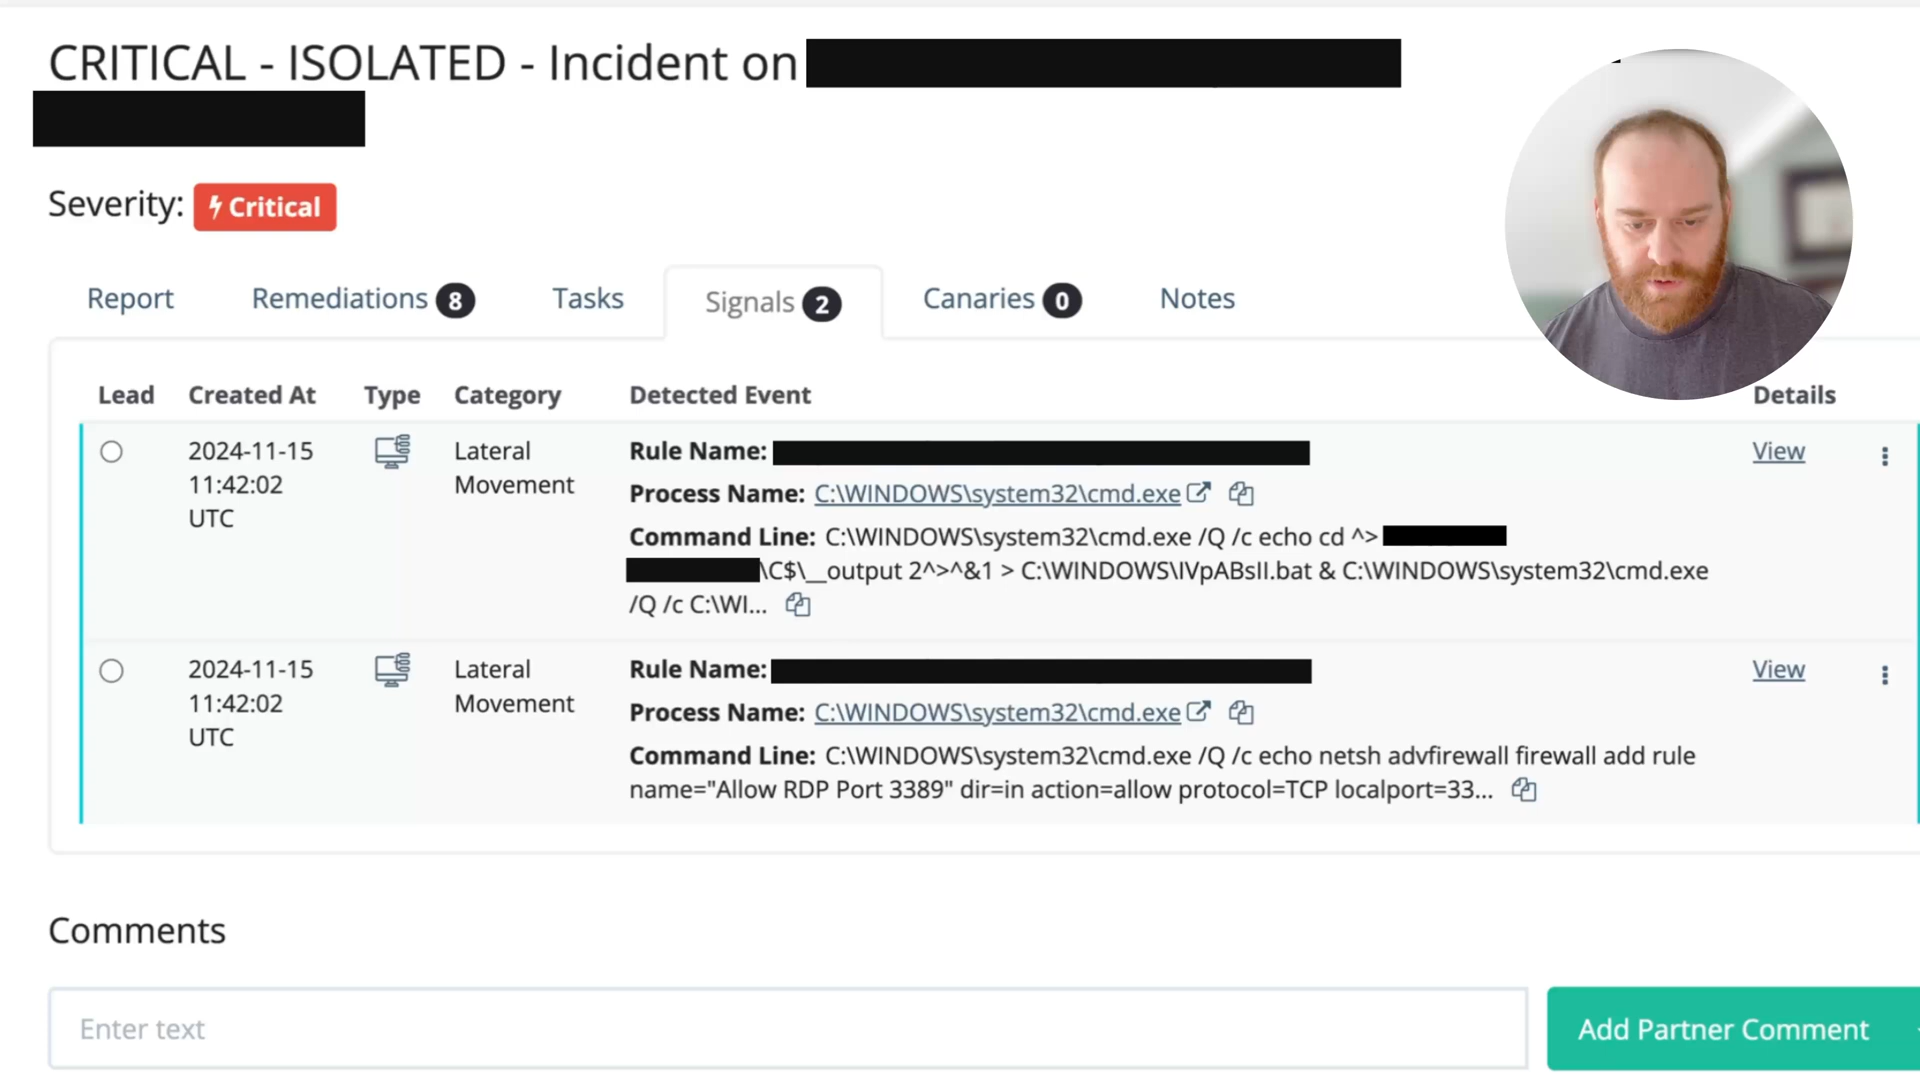 CRITICAL - ISOLATED - Incident on
Severity: Critical
Report Remediations 8 Tasks Signals 2 Canaries 0 Notes
Lead Created At Type Category Detected Event Details
2024-11-15 11:42:02 UTC Lateral Movement Rule Name: View
Process Name: C:\WINDOWS\system32\cmd.exe
Command Line: C:\WINDOWS\system32\cmd.exe /Q /c echo cd ^>
\C$\__output 2^>^&1 > C:\WINDOWS\IVpABsII.bat & C:\WINDOWS\system32\cmd.exe
/Q /c C:\WI...
2024-11-15 11:42:02 UTC Lateral Movement Rule Name: View
Process Name: C:\WINDOWS\system32\cmd.exe
Command Line: C:\WINDOWS\system32\cmd.exe /Q /c echo netsh advfirewall firewall add rule
name="Allow RDP Port 3389" dir=in action=allow protocol=TCP localport=33...
Comments
Enter text
Add Partner Comment